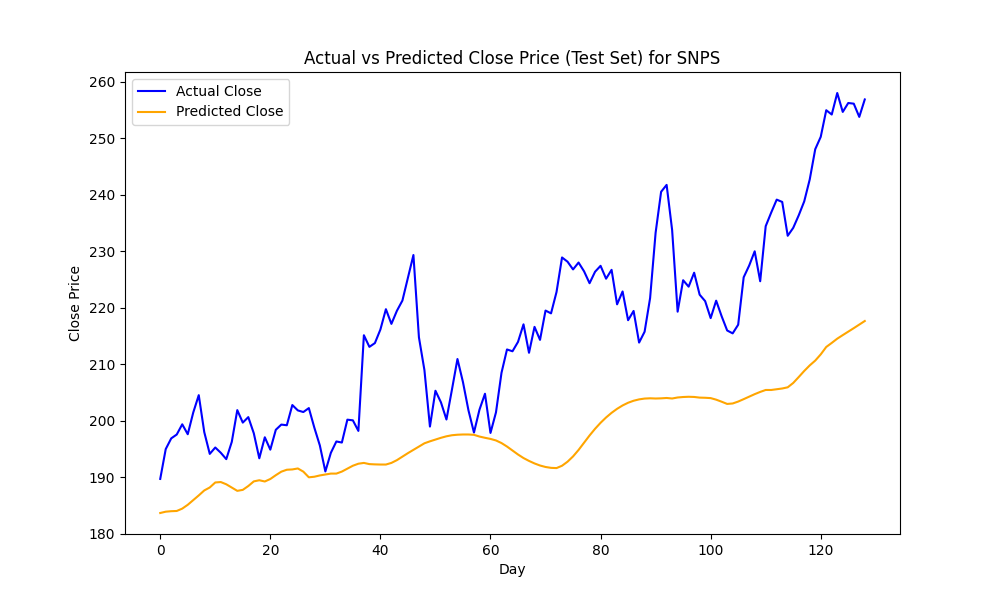 Actual vs Predicted Close Price (Test Set) for SNPS
Actual Close
Predicted Close
Close Price
260
250
240
230
220
210
200
190
180
0 20 40 60 80 100 120
Day